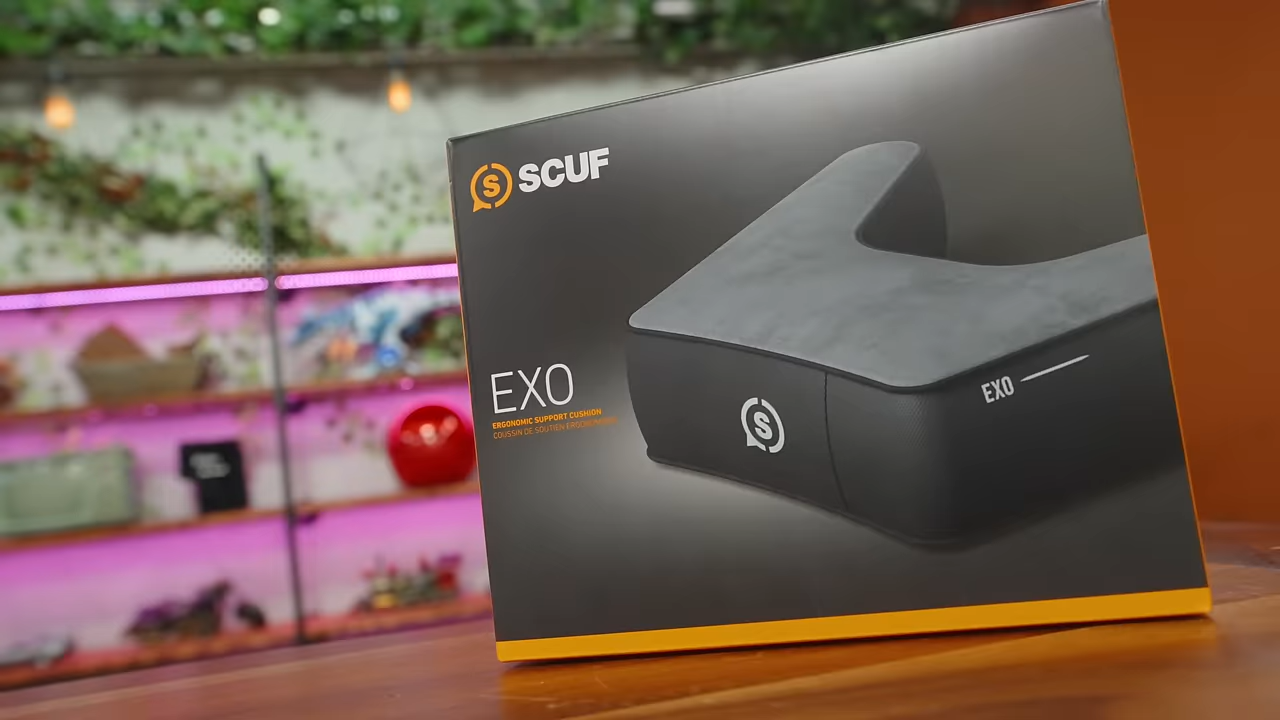 SCUF
EXO
ERGONOMIC SUPPORT CUSHION
COUSSIN DE SOUTIEN ERGONOMIQUE
EXO